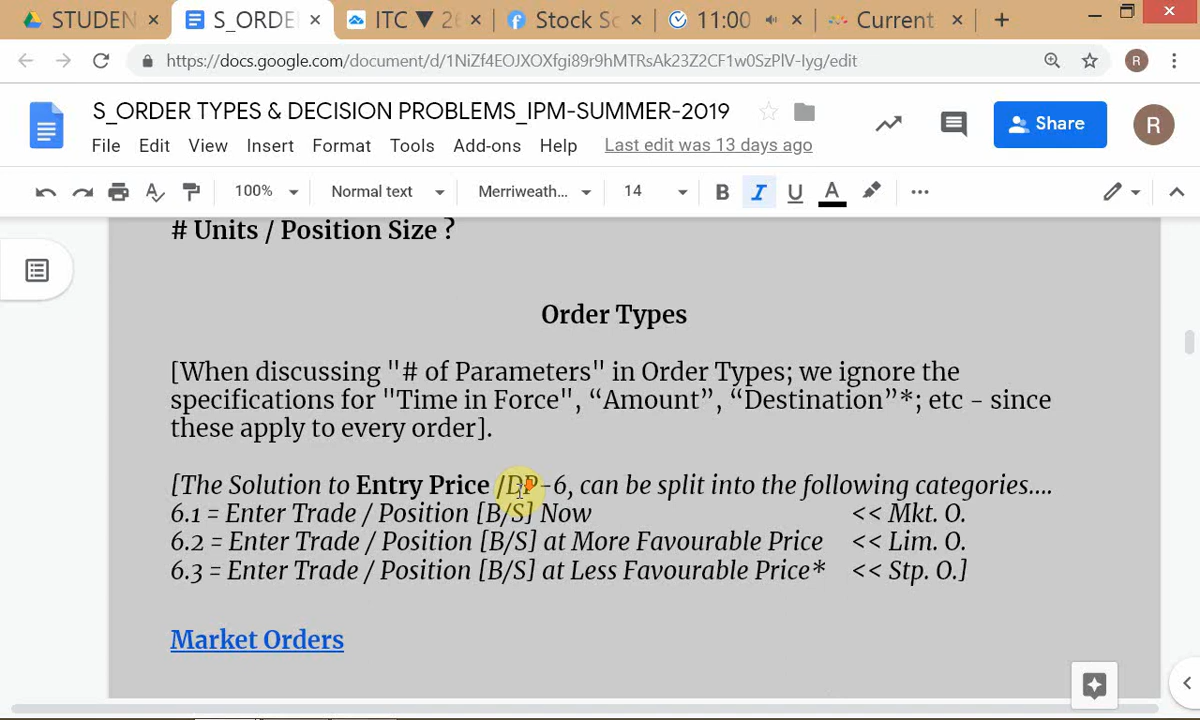 STUDEN
S_ORDE
ITC ▼ 26
Stock Sc
11:00
Current
https://docs.google.com/document/d/1NiZf4EOJXOXfgi89r9hMTRsAk23Z2CF1w0SzPlV-Iyg/edit
R
S_ORDER TYPES & DECISION PROBLEMS_IPM-SUMMER-2019
File Edit View Insert Format Tools Add-ons Help Last edit was 13 days ago
Share
R
100% Normal text Merriweath... 14 B I U A
# Units / Position Size ?
Order Types
[When discussing "# of Parameters" in Order Types; we ignore the
specifications for "Time in Force", “Amount”, “Destination”*; etc - since
these apply to every order].
[The Solution to Entry Price /DP-6, can be split into the following categories....
6.1 = Enter Trade / Position [B/S] Now << Mkt. O.
6.2 = Enter Trade / Position [B/S] at More Favourable Price << Lim. O.
6.3 = Enter Trade / Position [B/S] at Less Favourable Price* << Stp. O.]
Market Orders